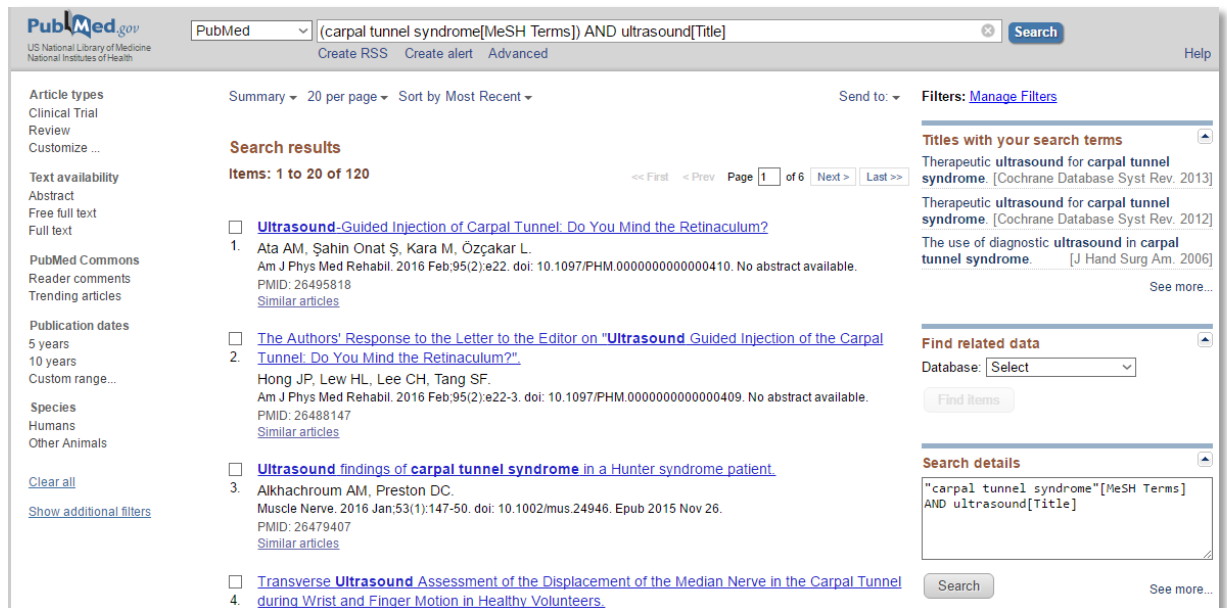 PubMed.gov
US National Library of Medicine
National Institutes of Health
PubMed
(carpal tunnel syndrome[MeSH Terms]) AND ultrasound[Title]
Search
Create RSS Create alert Advanced
Help
Article types
Clinical Trial
Review
Customize ...
Text availability
Abstract
Free full text
Full text
PubMed Commons
Reader comments
Trending articles
Publication dates
5 years
10 years
Custom range...
Species
Humans
Other Animals
Clear all
Show additional filters
Summary 20 per page Sort by Most Recent
Send to:
Search results
Items: 1 to 20 of 120
<< First < Prev Page 1 of 6 Next > Last >>
Ultrasound-Guided Injection of Carpal Tunnel: Do You Mind the Retinaculum?
1. Ata AM, Şahin Onat Ş, Kara M, Özçakar L.
Am J Phys Med Rehabil. 2016 Feb;95(2):e22. doi: 10.1097/PHM.0000000000000410. No abstract available.
PMID: 26495818
Similar articles
The Authors' Response to the Letter to the Editor on "Ultrasound Guided Injection of the Carpal
2. Tunnel: Do You Mind the Retinaculum?".
Hong JP, Lew HL, Lee CH, Tang SF.
Am J Phys Med Rehabil. 2016 Feb;95(2):e22-3. doi: 10.1097/PHM.0000000000000409. No abstract available.
PMID: 26488147
Similar articles
Ultrasound findings of carpal tunnel syndrome in a Hunter syndrome patient.
3. Alkhachroum AM, Preston DC.
Muscle Nerve. 2016 Jan;53(1):147-50. doi: 10.1002/mus.24946. Epub 2015 Nov 26.
PMID: 26479407
Similar articles
Transverse Ultrasound Assessment of the Displacement of the Median Nerve in the Carpal Tunnel
4. during Wrist and Finger Motion in Healthy Volunteers.
Filters: Manage Filters
Titles with your search terms
Therapeutic ultrasound for carpal tunnel
syndrome. [Cochrane Database Syst Rev. 2013]
Therapeutic ultrasound for carpal tunnel
syndrome. [Cochrane Database Syst Rev. 2012]
The use of diagnostic ultrasound in carpal
tunnel syndrome. [J Hand Surg Am. 2006]
See more...
Find related data
Database: Select
Find items
Search details
"carpal tunnel syndrome"[MeSH Terms]
AND ultrasound[Title]
Search
See more...